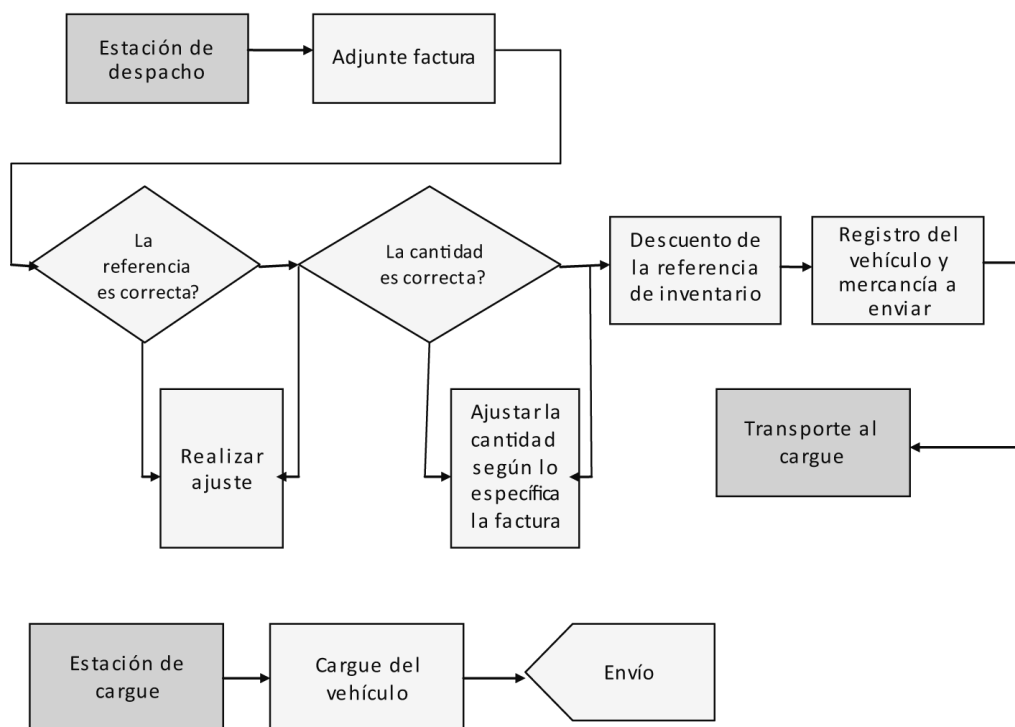 Estación de
despacho
Adjunte factura
La
referencia
es correcta?
La cantidad
es correcta?
Descuento de
la referencia
de inventario
Registro del
vehículo y
mercancía a
enviar
Realizar
ajuste
Ajustar la
cantidad
según lo
específica
la factura
Transporte al
cargue
Estación de
cargue
Cargue del
vehículo
Envío